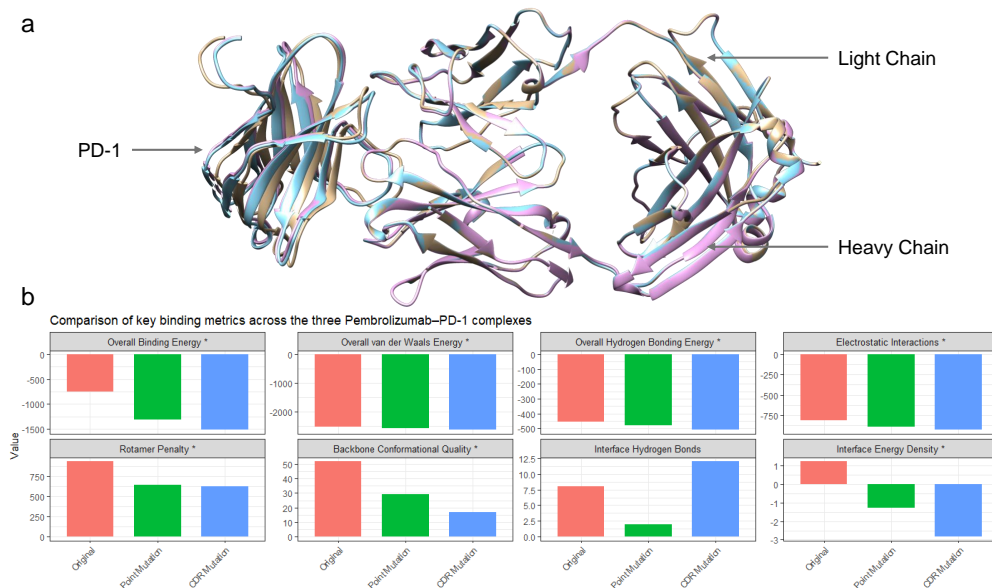 a
Light Chain
PD-1
Heavy Chain
b
Comparison of key binding metrics across the three Pembrolizumab–PD-1 complexes
Overall Binding Energy * Overall van der Waals Energy * Overall Hydrogen Bonding Energy * Electrostatic Interactions *
0 0 0 0
-500 -1000 -100 -250
-1000 -2000 -200 -500
-1500 -300 -750
-400
-500
Value
Rotamer Penalty * Backbone Conformational Quality * Interface Hydrogen Bonds Interface Energy Density *
750 50 12.5 1
500 40 10.0 0
250 30 7.5 -1
0 20 5.0 -2
10 2.5 -3
0 0.0
Original Point Mutation CDR Mutation Original Point Mutation CDR Mutation Original Point Mutation CDR Mutation Original Point Mutation CDR Mutation